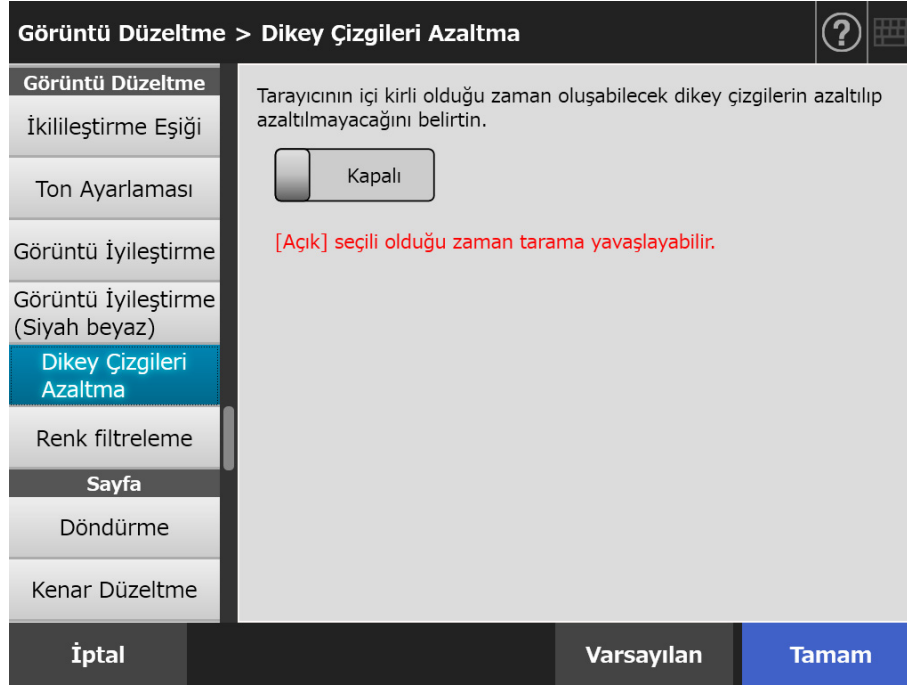 Görüntü Düzeltme > Dikey Çizgileri Azaltma
?
Görüntü Düzeltme
İkilileştirme Eşiği
Ton Ayarlaması
Görüntü İyileştirme
Görüntü İyileştirme
(Siyah beyaz)
Dikey Çizgileri
Azaltma
Renk filtreleme
Sayfa
Döndürme
Kenar Düzeltme
Tarayıcının içi kirli olduğu zaman oluşabilecek dikey çizgilerin azaltılıp
azaltılmayacağını belirtin.
Kapalı
[Açık] seçili olduğu zaman tarama yavaşlayabilir.
İptal
Varsayılan
Tamam